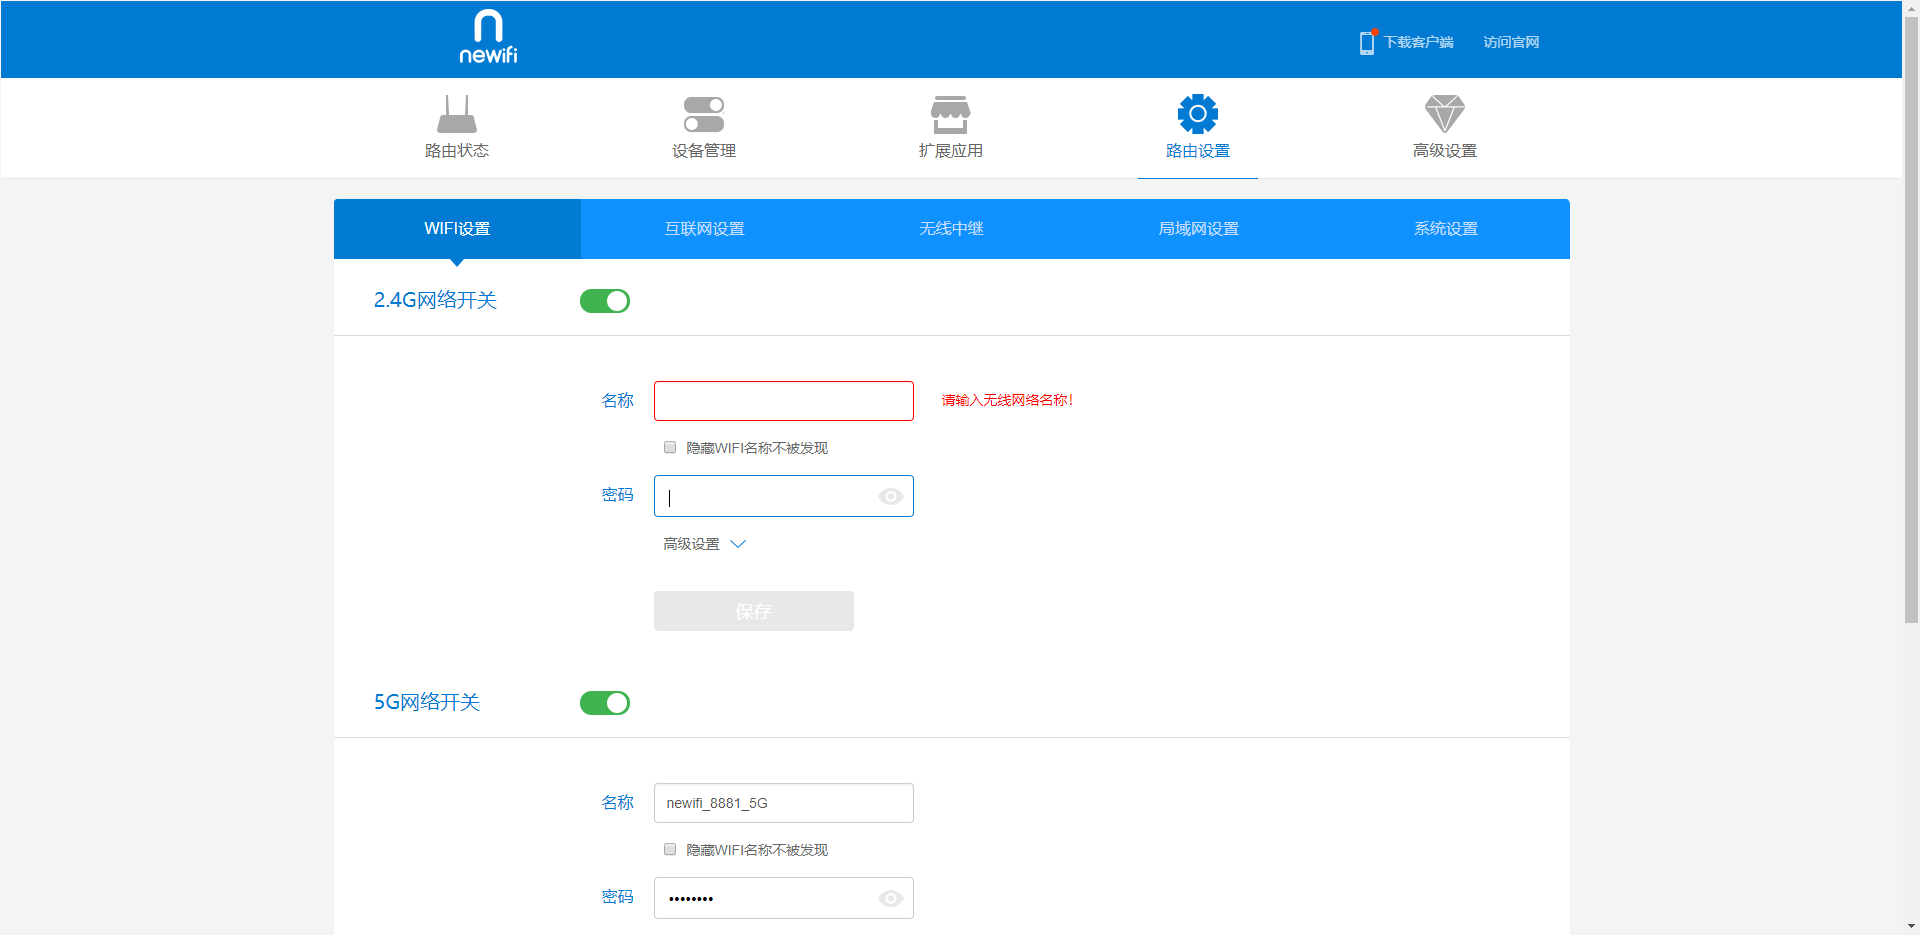 newifi
下载客户端 访问官网
路由状态 设备管理 扩展应用 路由设置 高级设置
WIFI设置 互联网设置 无线中继 局域网设置 系统设置
2.4G网络开关
名称 请输入无线网络名称!
隐藏WIFI名称不被发现
密码
高级设置
保存
5G网络开关
名称 newifi_8881_5G
隐藏WIFI名称不被发现
密码 ••••••••